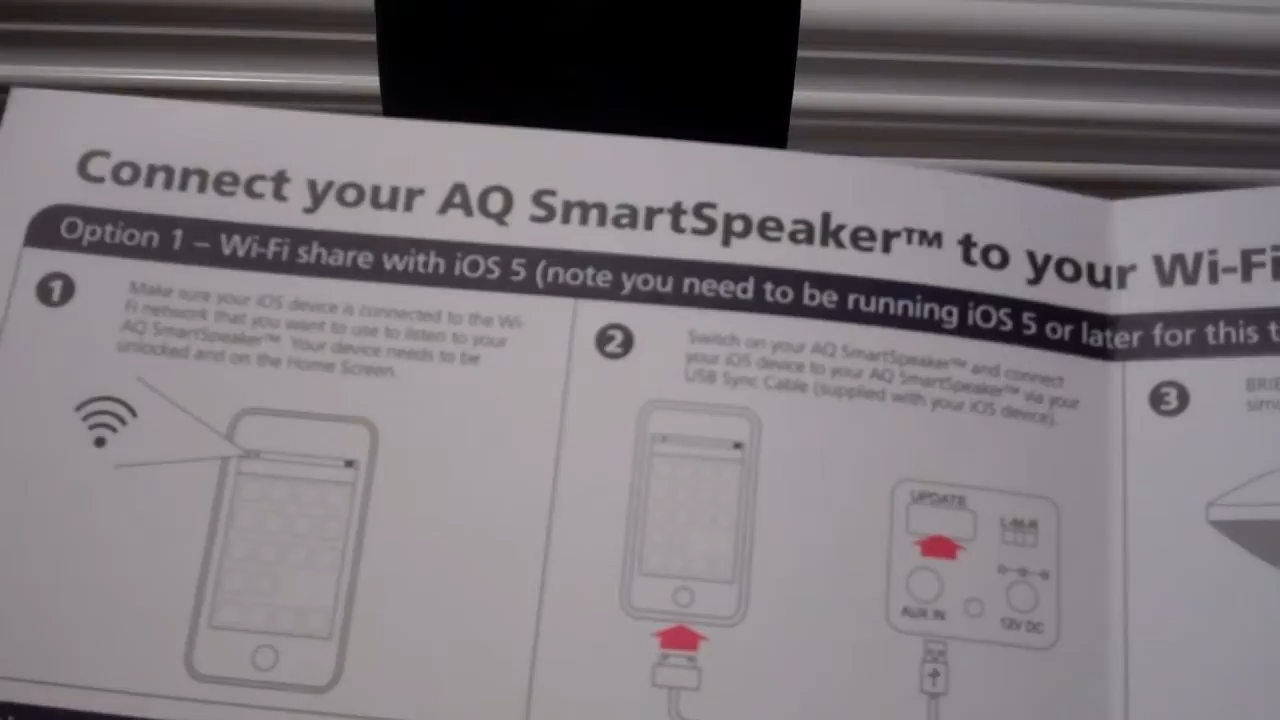 Connect your AQ SmartSpeaker™ to your Wi-Fi
Option 1 – Wi-Fi share with iOS 5 (note you need to be running iOS 5 or later for this t
1
Make sure your iOS device is connected to the Wi-
Fi network that you want to use to listen to your
AQ SmartSpeaker™. Your device needs to be
unlocked and on the Home Screen.
2
Switch on your AQ SmartSpeaker™ and connect
your iOS device to your AQ SmartSpeaker™ via your
USB Sync Cable (supplied with your iOS device).
UPDATE
L-M-R
AUX IN
12V DC
3